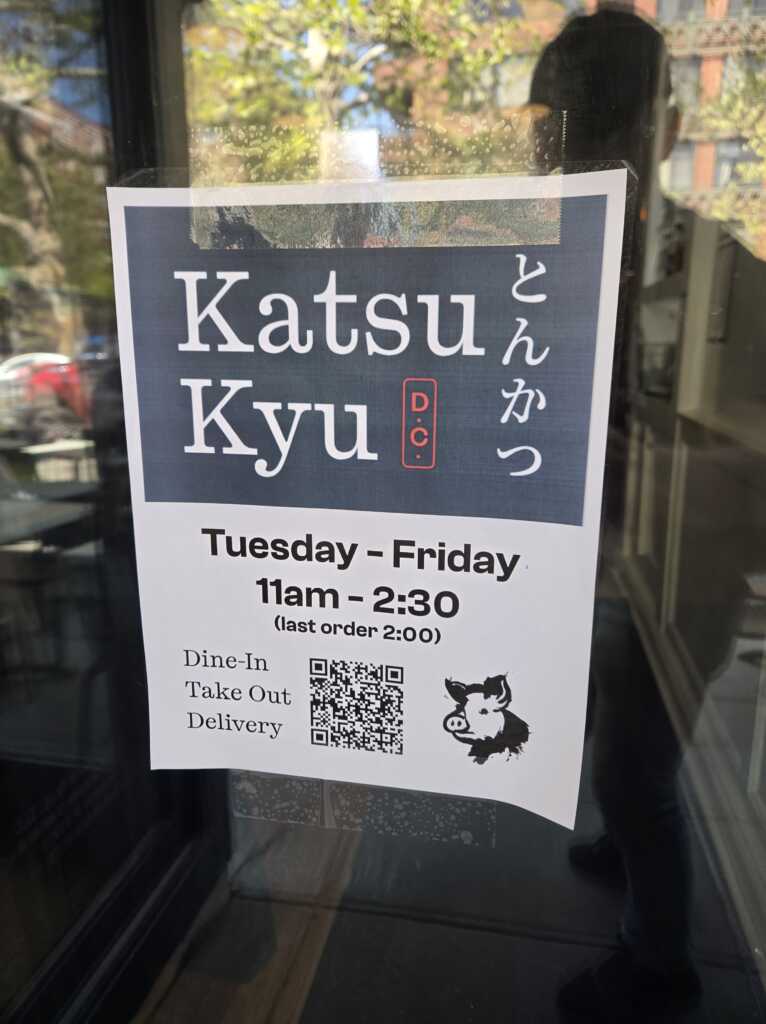 Katsu
Kyu
D.C.
とんかつ
Tuesday - Friday
11am - 2:30
(last order 2:00)
Dine-In
Take Out
Delivery